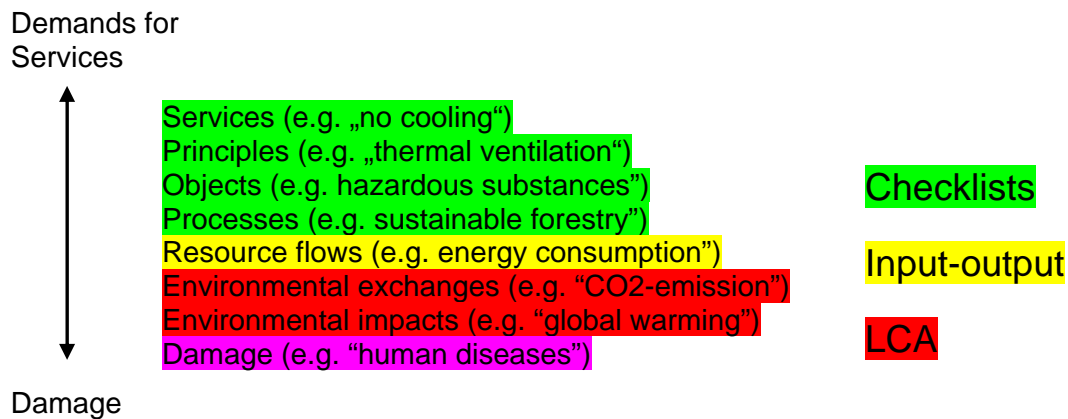 Demands for
Services
Services (e.g. „no cooling“)
Principles (e.g. „thermal ventilation“)
Objects (e.g. hazardous substances”)
Processes (e.g. sustainable forestry”)
Resource flows (e.g. energy consumption”)
Environmental exchanges (e.g. “CO2-emission”)
Environmental impacts (e.g. “global warming”)
Damage (e.g. “human diseases”)
Damage
Checklists
Input-output
LCA